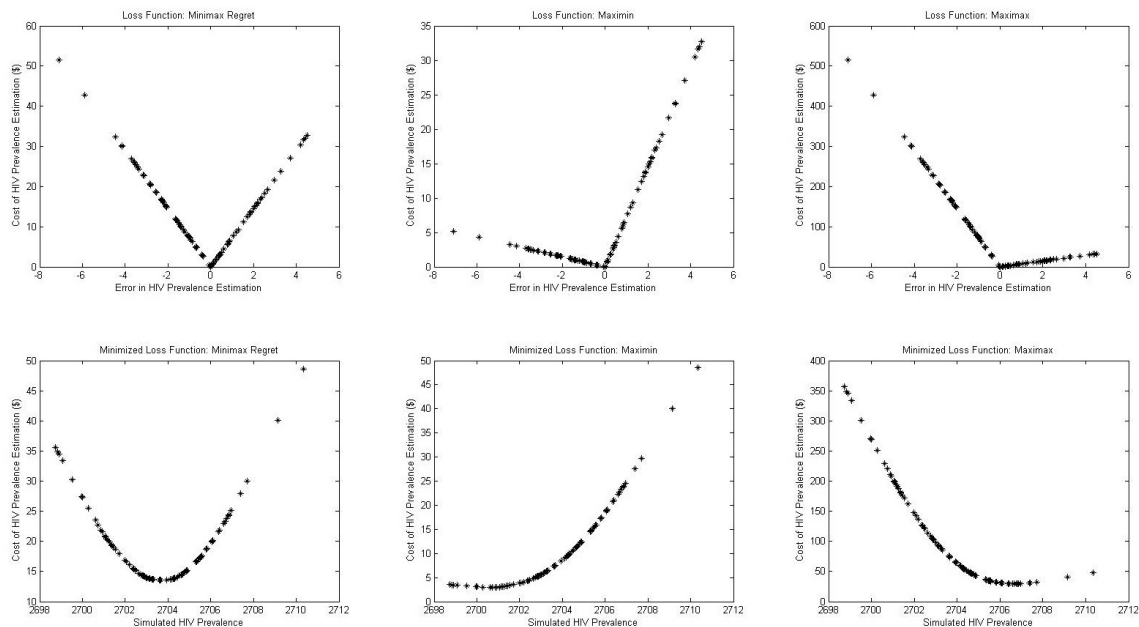 Loss Function: Minimax Regret
Cost of HIV Prevalence Estimation ($)
60
50
40
30
20
10
0
-8 -6 -4 -2 0 2 4 6
Error in HIV Prevalence Estimation
Loss Function: Maximin
Cost of HIV Prevalence Estimation ($)
35
30
25
20
15
10
5
0
-8 -6 -4 -2 0 2 4 6
Error in HIV Prevalence Estimation
Loss Function: Maximax
Cost of HIV Prevalence Estimation ($)
600
500
400
300
200
100
0
-8 -6 -4 -2 0 2 4 6
Error in HIV Prevalence Estimation
Minimized Loss Function: Minimax Regret
Cost of HIV Prevalence Estimation ($)
50
45
40
35
30
25
20
15
10
2698 2700 2702 2704 2706 2708 2710 2712
Simulated HIV Prevalence
Minimized Loss Function: Maximin
Cost of HIV Prevalence Estimation ($)
50
45
40
35
30
25
20
15
10
5
0
2698 2700 2702 2704 2706 2708 2710 2712
Simulated HIV Prevalence
Minimized Loss Function: Maximax
Cost of HIV Prevalence Estimation ($)
400
350
300
250
200
150
100
50
0
2698 2700 2702 2704 2706 2708 2710 2712
Simulated HIV Prevalence